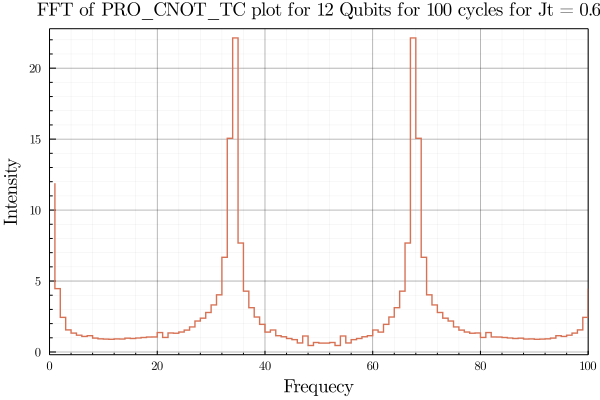 FFT of PRO_CNOT_TC plot for 12 Qubits for 100 cycles for Jt = 0.6
Intensity
20
15
10
5
0
0 20 40 60 80 100
Frequecy